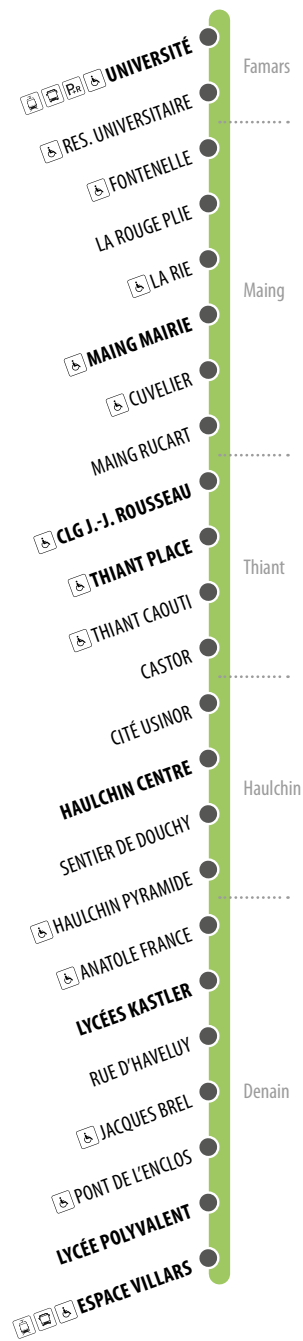 UNIVERSITÉ
P+R
Famars
RES. UNIVERSITAIRE
FONTENELLE
LA ROUGE PLIE
LA RIE
Maing
MAING MAIRIE
CUVELIER
MAING RUCART
CLG J.-J. ROUSSEAU
THIANT PLACE
Thiant
THIANT CAOUTI
CASTOR
CITÉ USINOR
HAULCHIN CENTRE
Haulchin
SENTIER DE DOUCHY
HAULCHIN PYRAMIDE
ANATOLE FRANCE
LYCÉES KASTLER
RUE D'HAVELUY
JACQUES BREL
Denain
PONT DE L'ENCLOS
LYCÉE POLYVALENT
ESPACE VILLARS